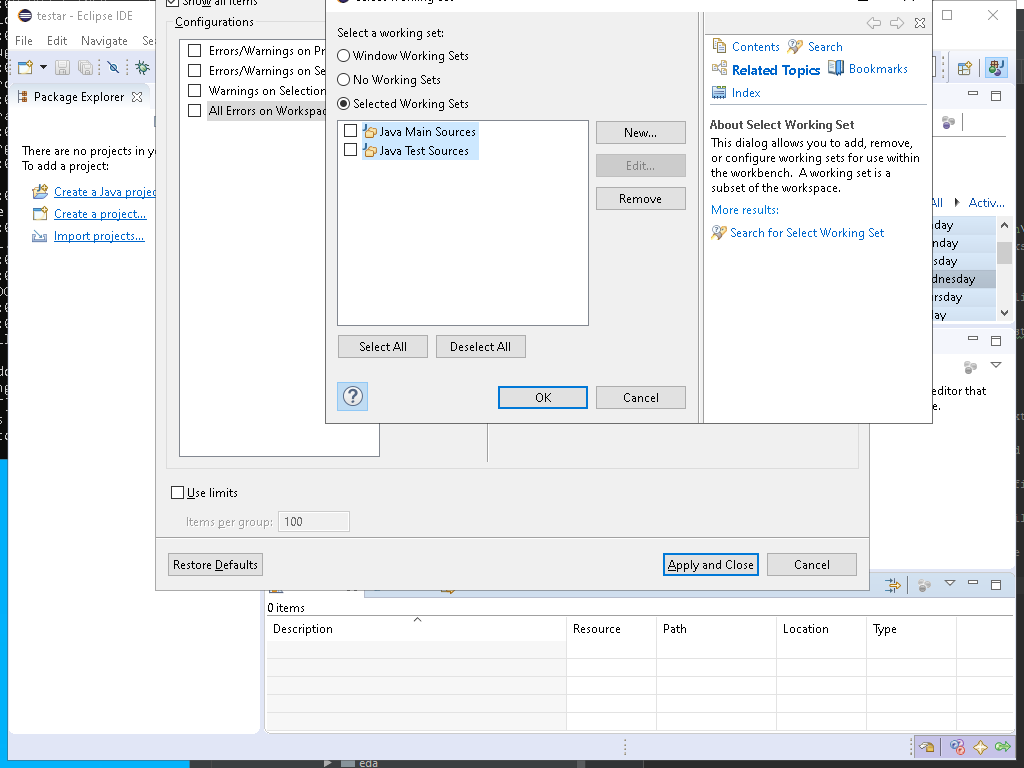 testar - Eclipse IDE
File Edit Navigate Se
Package Explorer
There are no projects in y
To add a project:
Create a Java projec
Create a project...
Import projects...
Show all items
Configurations
Errors/Warnings on Pr
Errors/Warnings on Se
Warnings on Selection
All Errors on Workspac
Use limits
Items per group: 100
Restore Defaults
Apply and Close
Cancel
Select a working set:
Window Working Sets
No Working Sets
Selected Working Sets
Java Main Sources
Java Test Sources
New...
Edit...
Remove
Select All
Deselect All
OK
Cancel
Contents
Search
Related Topics
Bookmarks
Index
About Select Working Set
This dialog allows you to add, remove,
or configure working sets for use within
the workbench. A working set is a
subset of the workspace.
More results:
Search for Select Working Set
All
Activ...
day
nday
sday
dnesday
ursday
ay
editor that
e.
0 items
Description Resource Path Location Type
eda